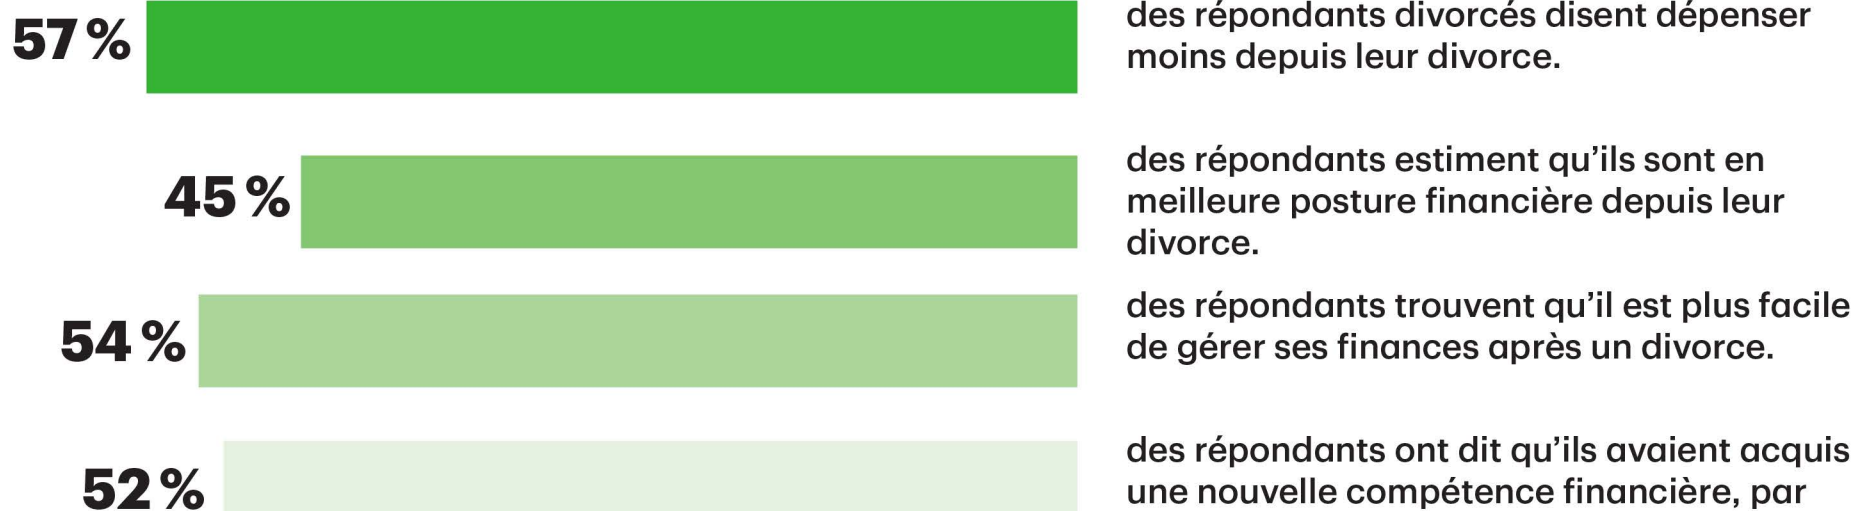 57 %
des répondants divorcés disent dépenser
moins depuis leur divorce.
45 %
des répondants estiment qu’ils sont en
meilleure posture financière depuis leur
divorce.
54 %
des répondants trouvent qu’il est plus facile
de gérer ses finances après un divorce.
52 %
des répondants ont dit qu’ils avaient acquis
une nouvelle compétence financière, par